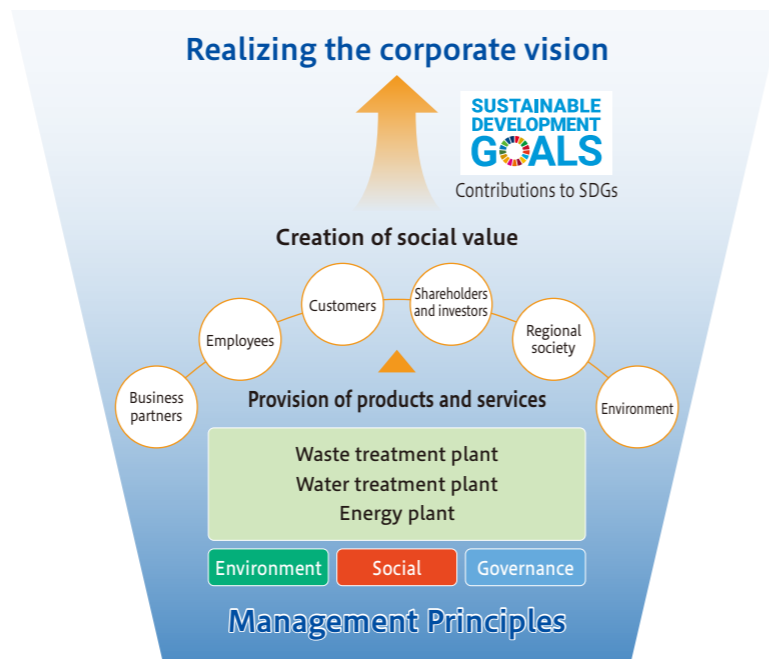 Realizing the corporate vision
SUSTAINABLE
DEVELOPMENT
GOALS
Contributions to SDGs
Creation of social value
Business
partners
Employees
Customers
Shareholders
and investors
Regional
society
Environment
Provision of products and services
Waste treatment plant
Water treatment plant
Energy plant
Environment
Social
Governance
Management Principles